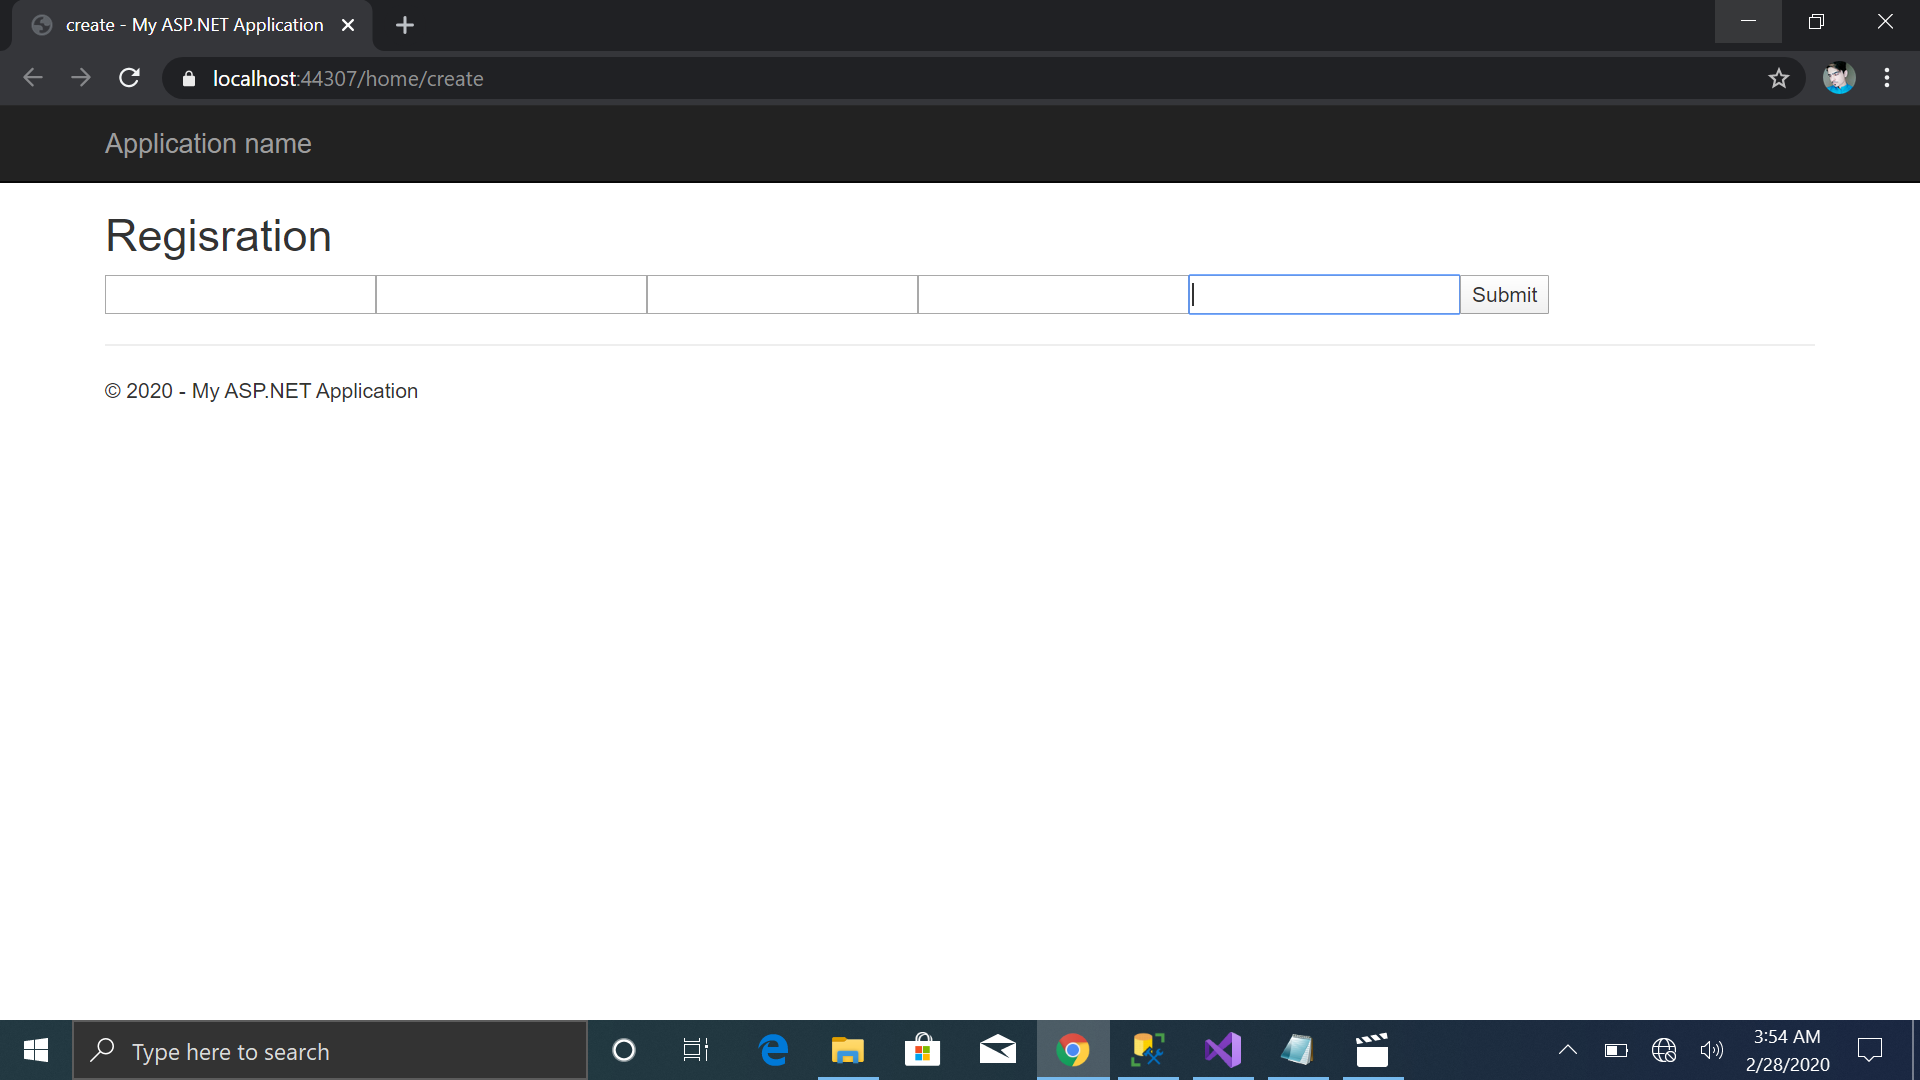 create - My ASP.NET Application
localhost:44307/home/create
Application name
Regisration
Submit
© 2020 - My ASP.NET Application
Type here to search
3:54 AM
2/28/2020